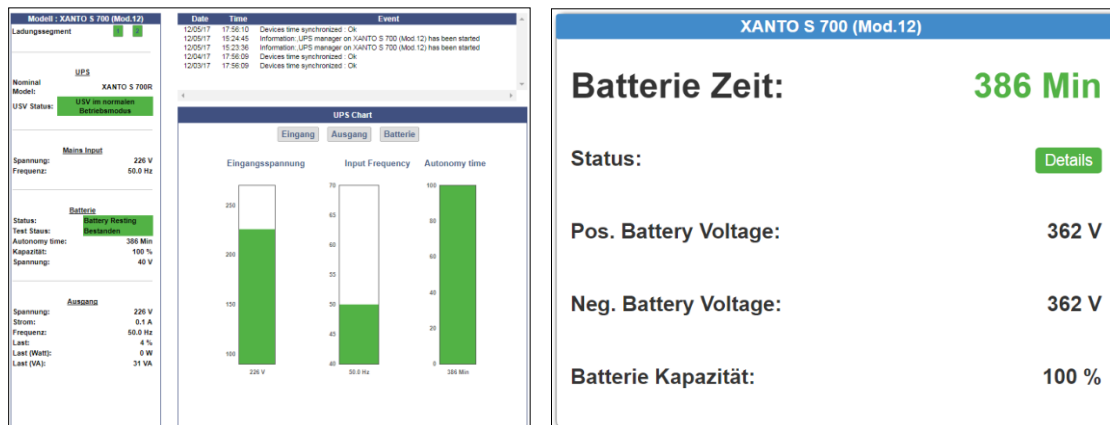 Modell : XANTO S 700 (Mod.12)
Ladungssegment 1 2
UPS
Nominal Model: XANTO S 700R
USV Status: USV im normalen Betriebsmodus
Mains Input
Spannung: 226 V
Frequenz: 50.0 Hz
Batterie
Status: Battery Resting
Test Staus: Bestanden
Autonomy time: 386 Min
Kapazität: 100 %
Spannung: 40 V
Ausgang
Spannung: 226 V
Strom: 0.1 A
Frequenz: 50.0 Hz
Last: 4 %
Last (Watt): 0 W
Last (VA): 31 VA
Date Time Event
12/05/17 17:56:10 Devices time synchronized : Ok
12/05/17 15:24:45 Information:,UPS manager on XANTO S 700 (Mod.12) has been started
12/05/17 15:23:36 Information:,UPS manager on XANTO S 700 (Mod.12) has been started
12/04/17 17:56:09 Devices time synchronized : Ok
12/03/17 17:56:09 Devices time synchronized : Ok
UPS Chart
Eingang Ausgang Batterie
Eingangsspannung Input Frequency Autonomy time
250
200
150
100
226 V
70
65
60
55
50
45
40
50.0 Hz
100
80
60
40
20
0
386 Min
XANTO S 700 (Mod.12)
Batterie Zeit: 386 Min
Status: Details
Pos. Battery Voltage: 362 V
Neg. Battery Voltage: 362 V
Batterie Kapazität: 100 %